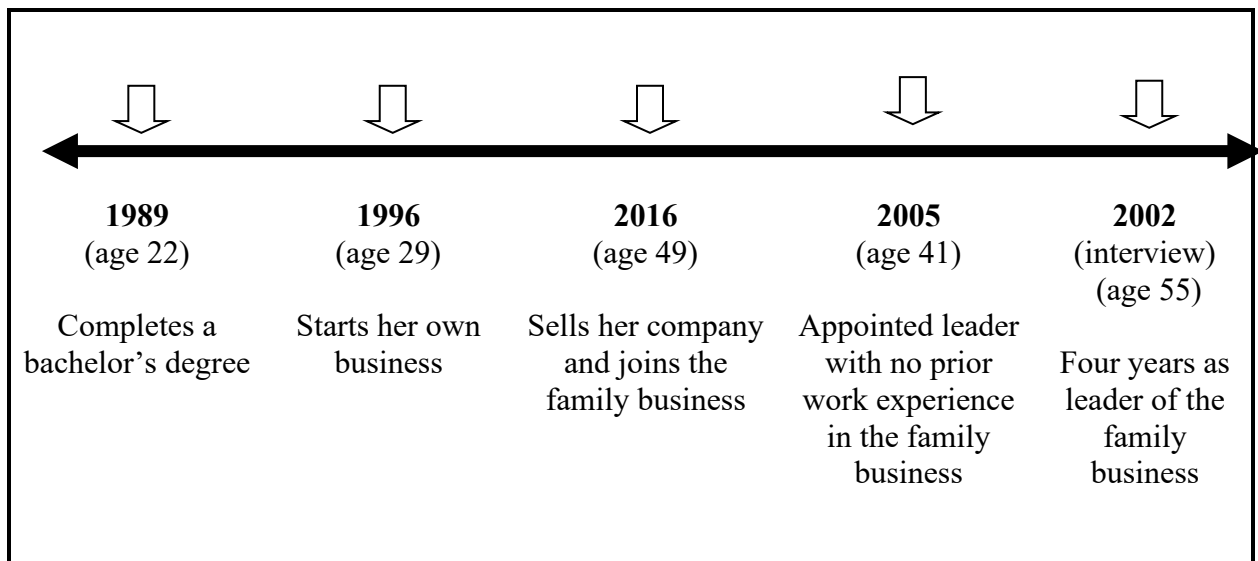 1989
(age 22)
Completes a
bachelor's degree
1996
(age 29)
Starts her own
business
2016
(age 49)
Sells her company
and joins the
family business
2005
(age 41)
Appointed leader
with no prior
work experience
in the family
business
2002
(interview)
(age 55)
Four years as
leader of the
family
business